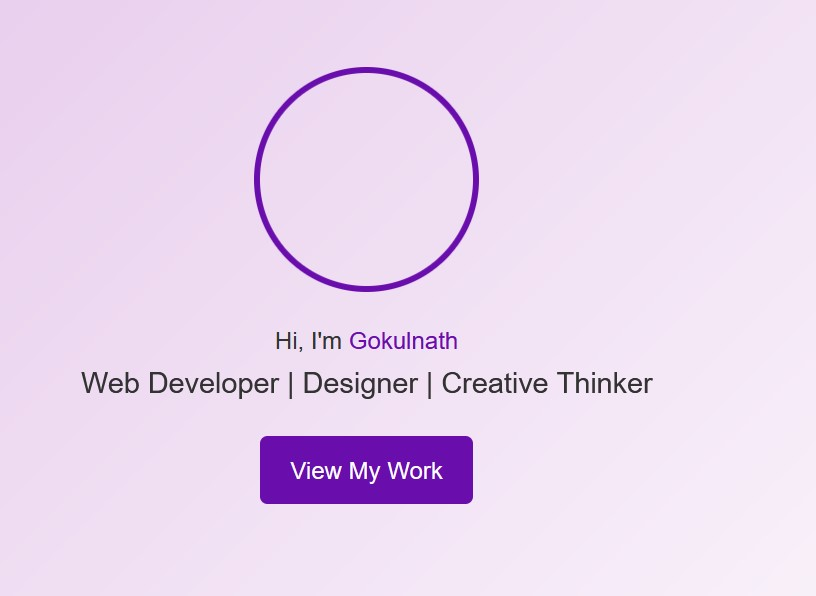 Hi, I'm Gokulnath
Web Developer | Designer | Creative Thinker
View My Work